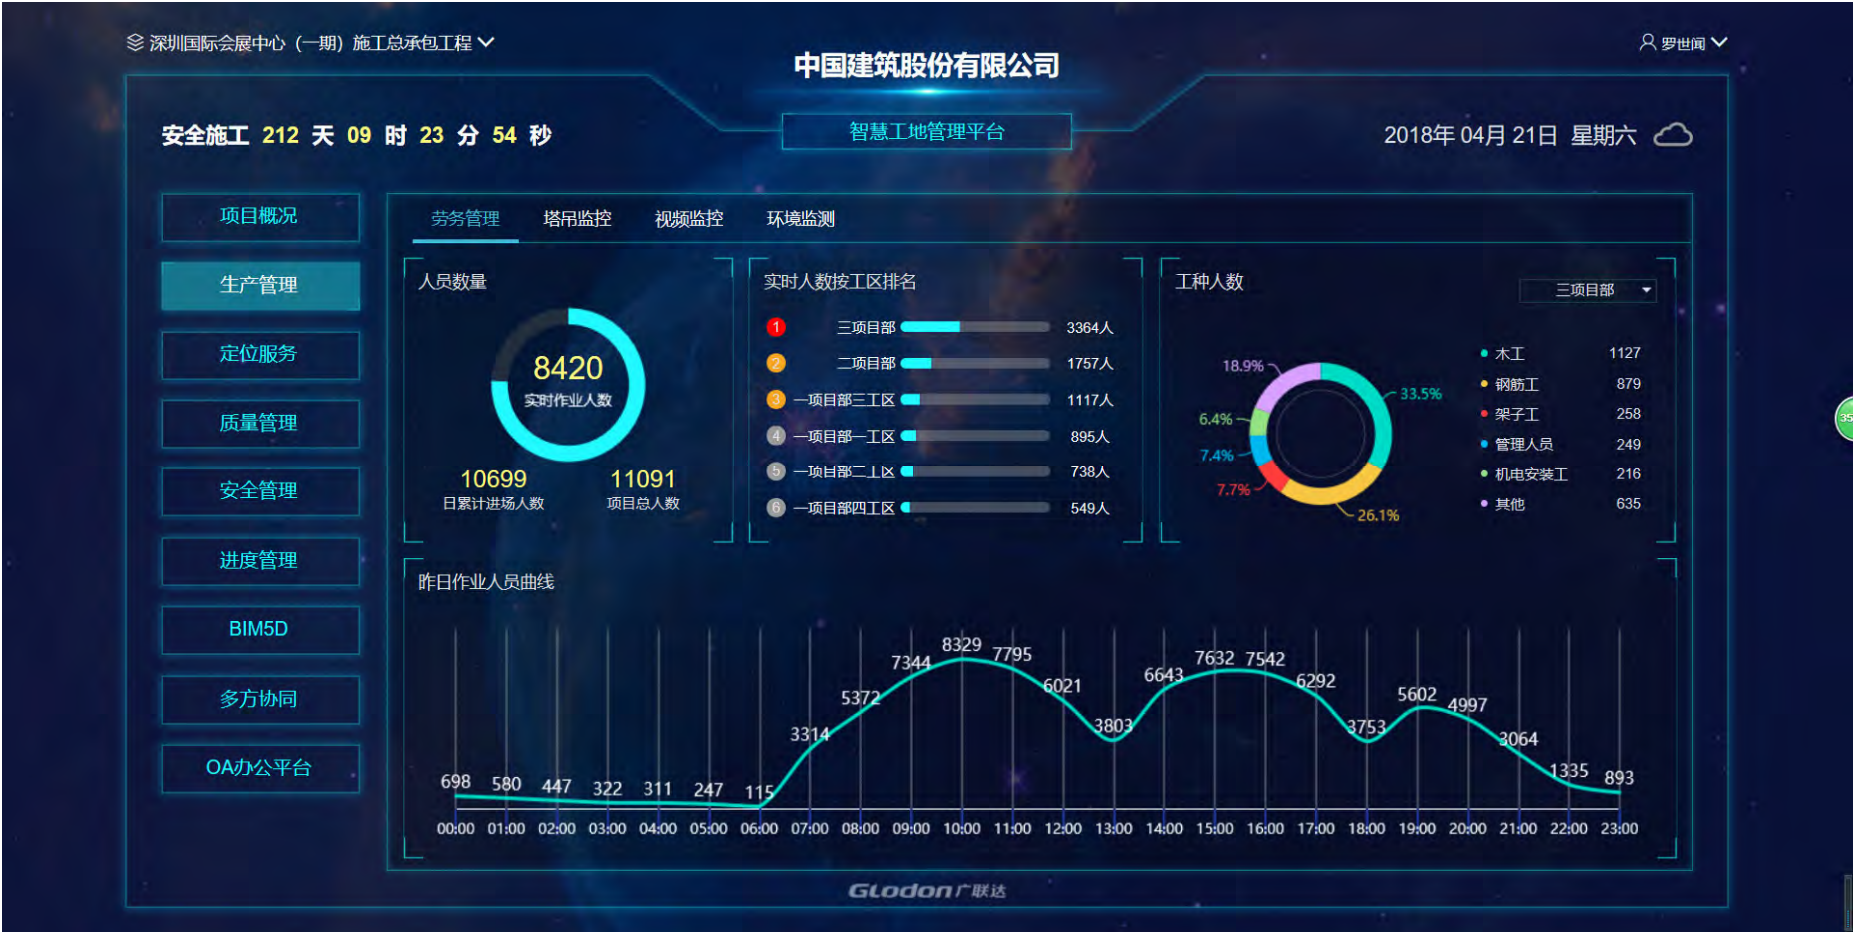 深圳国际会展中心（一期）施工总承包工程
罗世闻
中国建筑股份有限公司
智慧工地管理平台
安全施工 212 天 09 时 23 分 54 秒
2018年 04月 21日 星期六
项目概况
生产管理
定位服务
质量管理
安全管理
进度管理
BIM5D
多方协同
OA办公平台
劳务管理 塔吊监控 视频监控 环境监测
人员数量
8420
实时作业人数
10699 11091
日累计进场人数 项目总人数
实时人数按工区排名
1 三项目部 3364人
2 二项目部 1757人
3 一项目部三工区 1117人
4 一项目部一工区 895人
5 一项目部二工区 738人
6 一项目部四工区 549人
工种人数
三项目部
18.9%
33.5%
6.4%
7.4%
7.7%
26.1%
木工 1127
钢筋工 879
架子工 258
管理人员 249
机电安装工 216
其他 635
昨日作业人员曲线
698 580 447 322 311 247 115 3314 5372 7344 8329 7795 6021 3803 6643 7632 7542 6292 3753 5602 4997 3064 1335 893
00:00 01:00 02:00 03:00 04:00 05:00 06:00 07:00 08:00 09:00 10:00 11:00 12:00 13:00 14:00 15:00 16:00 17:00 18:00 19:00 20:00 21:00 22:00 23:00
GLodon广联达
35